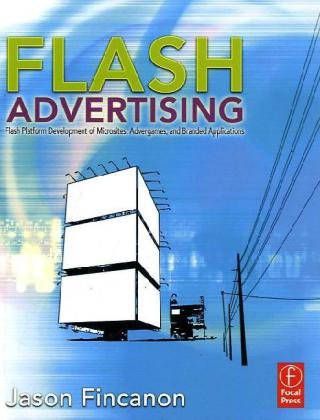 FLASH
ADVERTISING
Flash Platform Development of Microsites, Advergames, and Branded Applications
Jason Fincanon
Focal
Press